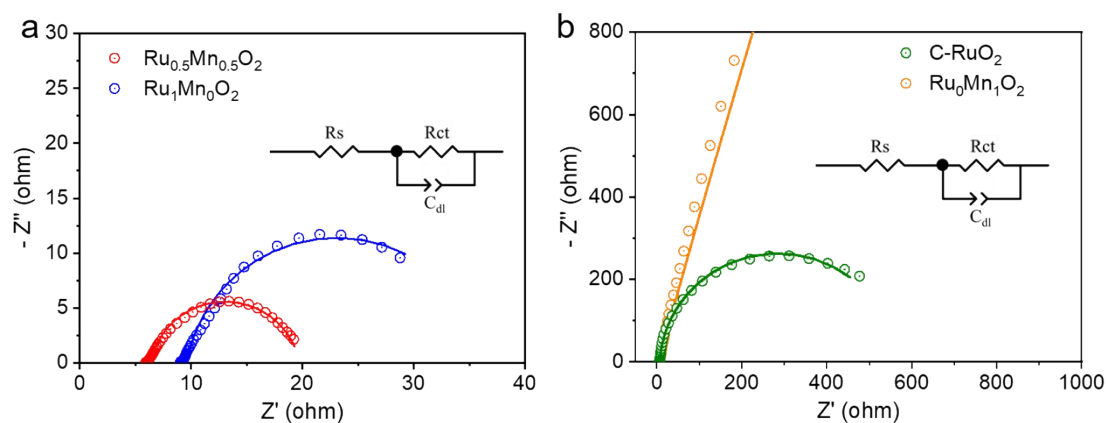 a
30
25
20
15
10
5
0
- Z'' (ohm)
Ru0.5Mn0.5O2
Ru1Mn0O2
Rs
Rct
Cdl
0 10 20 30 40
Z' (ohm)
b
800
600
400
200
0
- Z'' (ohm)
C-RuO2
Ru0Mn1O2
Rs
Rct
Cdl
0 200 400 600 800 1000
Z' (ohm)